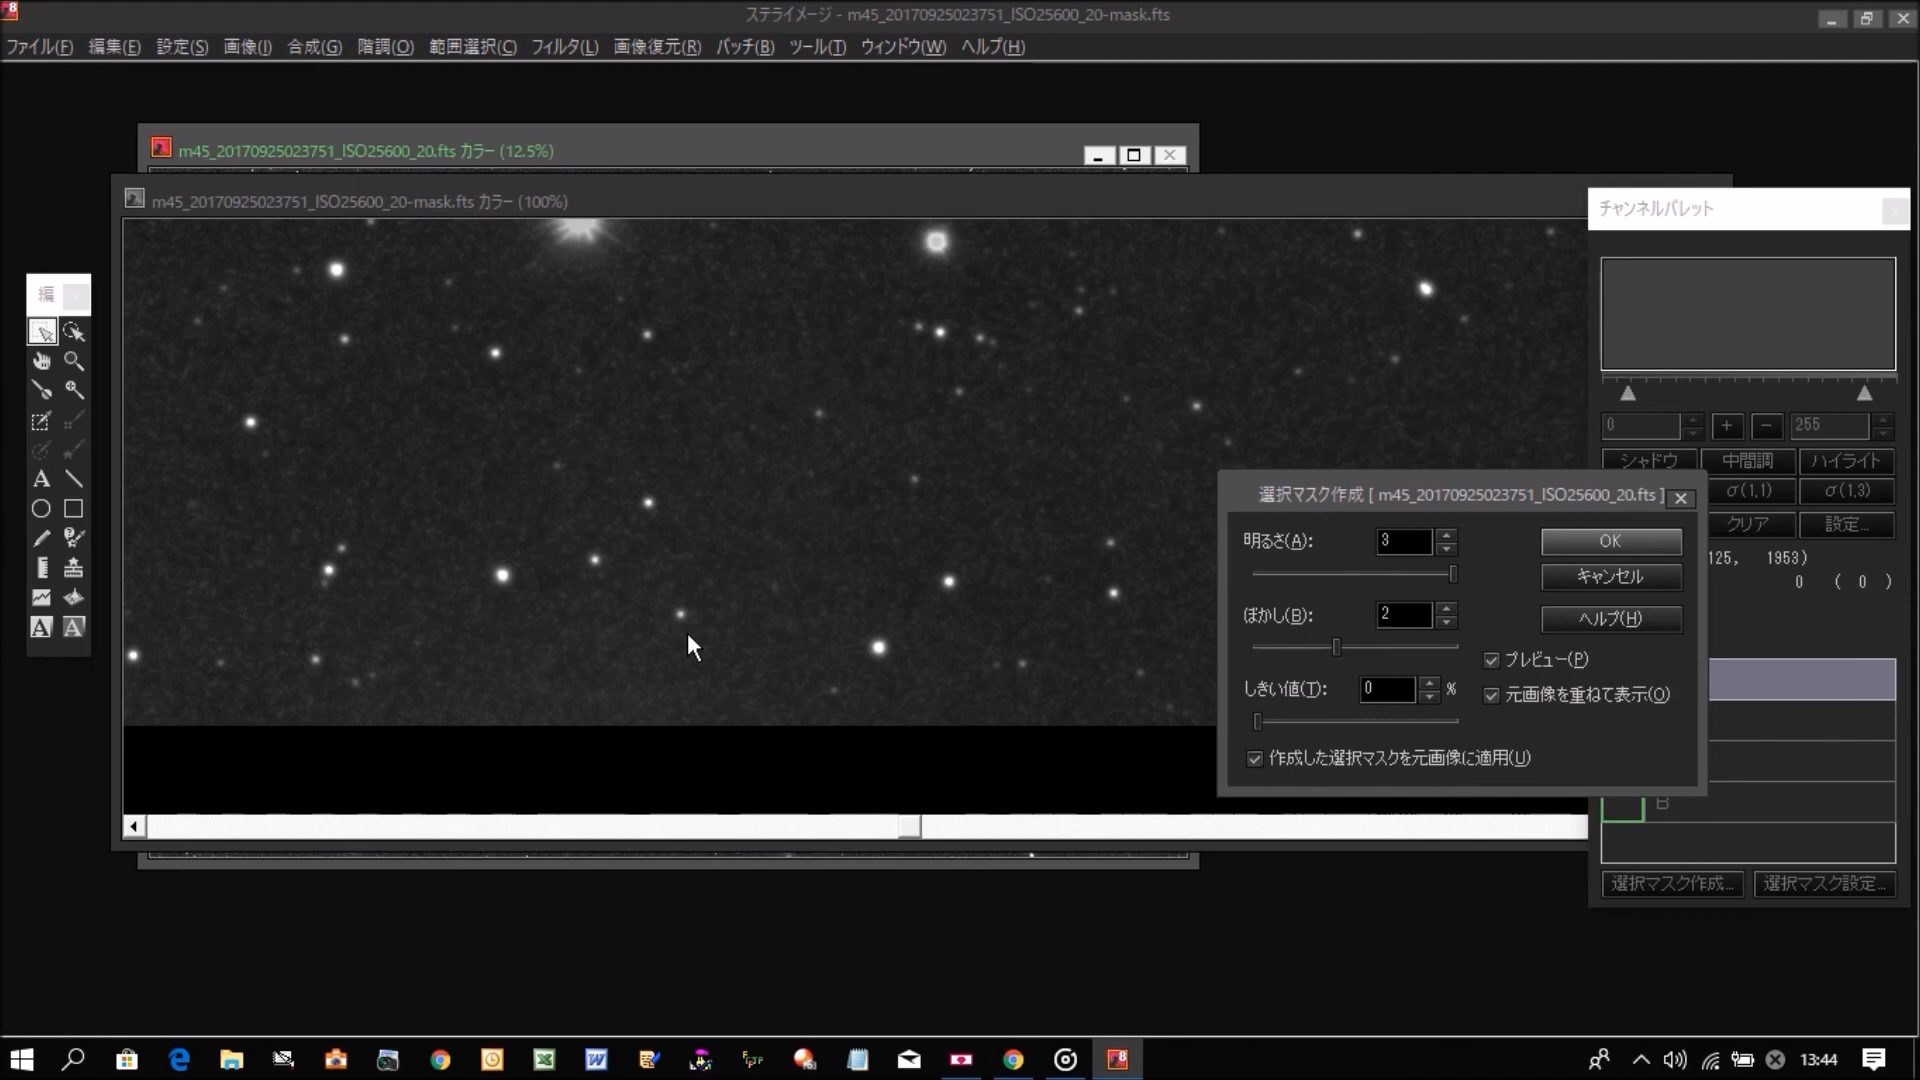 ステライメージ - m45_20170925023751_ISO25600_20-mask.fts
ファイル(F) 編集(E) 設定(S) 画像(I) 合成(G) 階調(O) 範囲選択(C) フィルタ(L) 画像復元(R) バッチ(B) ツール(T) ウィンドウ(W) ヘルプ(H)
m45_20170925023751_ISO25600_20.fts カラー (12.5%)
m45_20170925023751_ISO25600_20-mask.fts カラー (100%)
編
チャンネルパレット
0 + - 255
シャドウ 中間調 ハイライト
σ(1,1) σ(1,3)
クリア 設定...
125, 1953)
0 ( 0 )
B
選択マスク作成... 選択マスク設定...
選択マスク作成 [ m45_20170925023751_ISO25600_20.fts ]
明るさ(A): 3 OK
キャンセル
ぼかし(B): 2 ヘルプ(H)
プレビュー(P)
しきい値(T): 0 % 元画像を重ねて表示(O)
作成した選択マスクを元画像に適用(U)
13:44